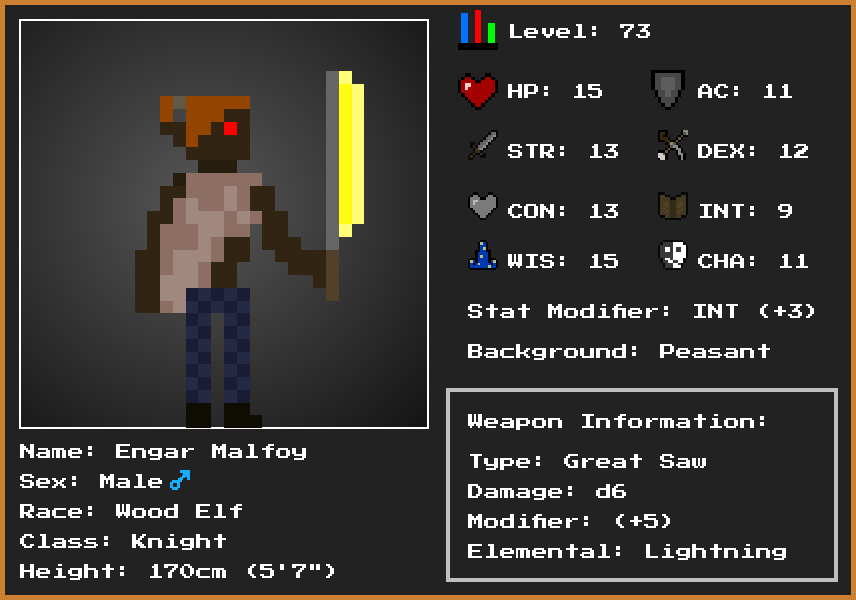 Level: 73
HP: 15
AC: 11
STR: 13
DEX: 12
CON: 13
INT: 9
WIS: 15
CHA: 11
Stat Modifier: INT (+3)
Background: Peasant
Weapon Information:
Type: Great Saw
Damage: d6
Modifier: (+5)
Elemental: Lightning
Name: Engar Malfoy
Sex: Male♂
Race: Wood Elf
Class: Knight
Height: 170cm (5'7")